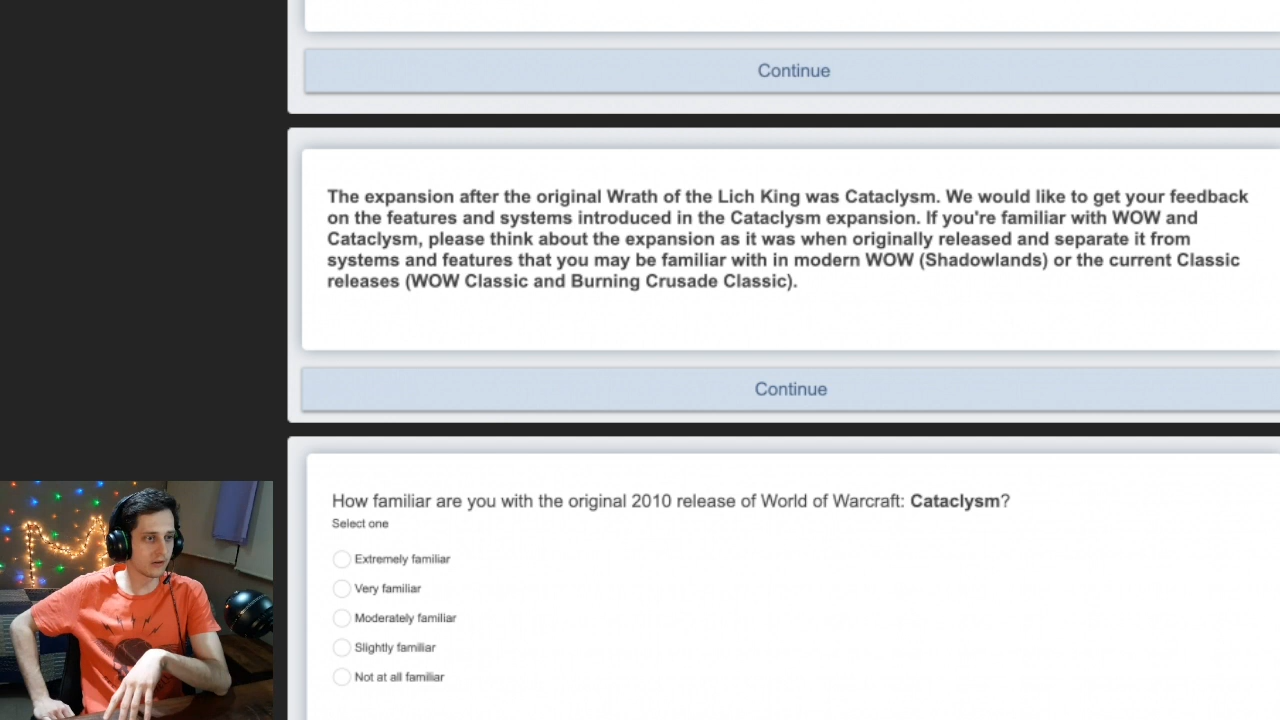 Continue
The expansion after the original Wrath of the Lich King was Cataclysm. We would like to get your feedback
on the features and systems introduced in the Cataclysm expansion. If you're familiar with WOW and
Cataclysm, please think about the expansion as it was when originally released and separate it from
systems and features that you may be familiar with in modern WOW (Shadowlands) or the current Classic
releases (WOW Classic and Burning Crusade Classic).
Continue
How familiar are you with the original 2010 release of World of Warcraft: Cataclysm?
Select one
Extremely familiar
Very familiar
Moderately familiar
Slightly familiar
Not at all familiar